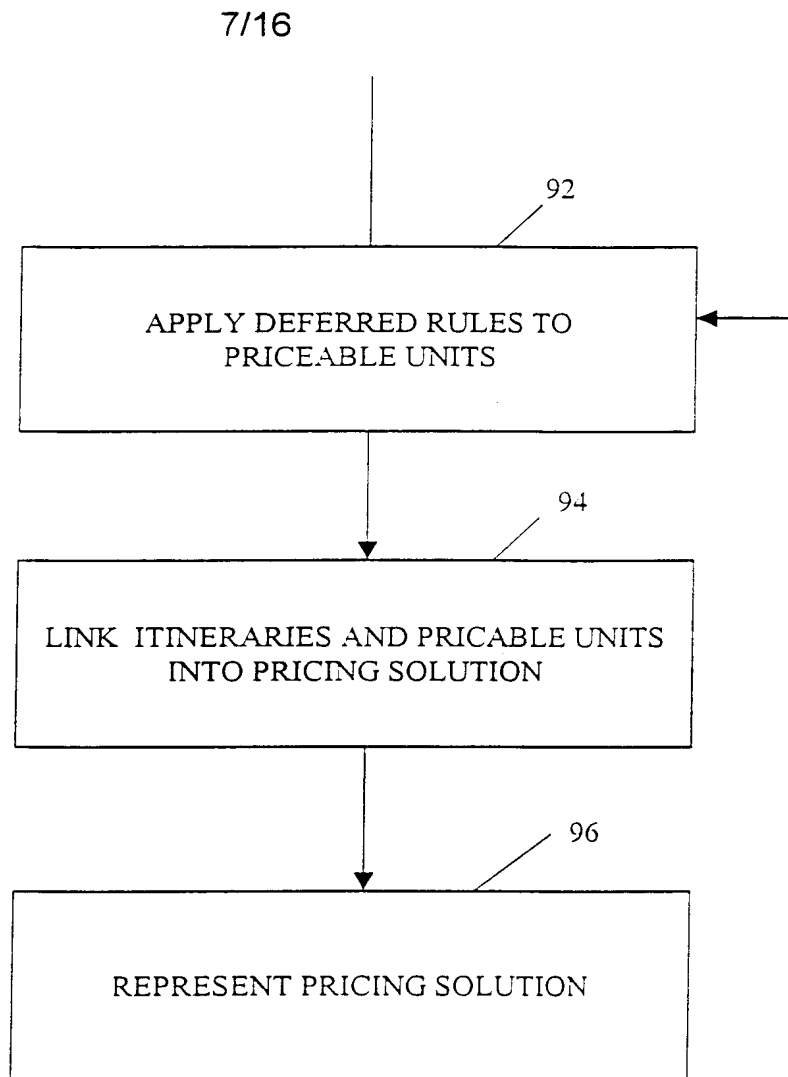 7/16
92
APPLY DEFERRED RULES TO
PRICEABLE UNITS
94
LINK ITINERARIES AND PRICABLE UNITS
INTO PRICING SOLUTION
96
REPRESENT PRICING SOLUTION